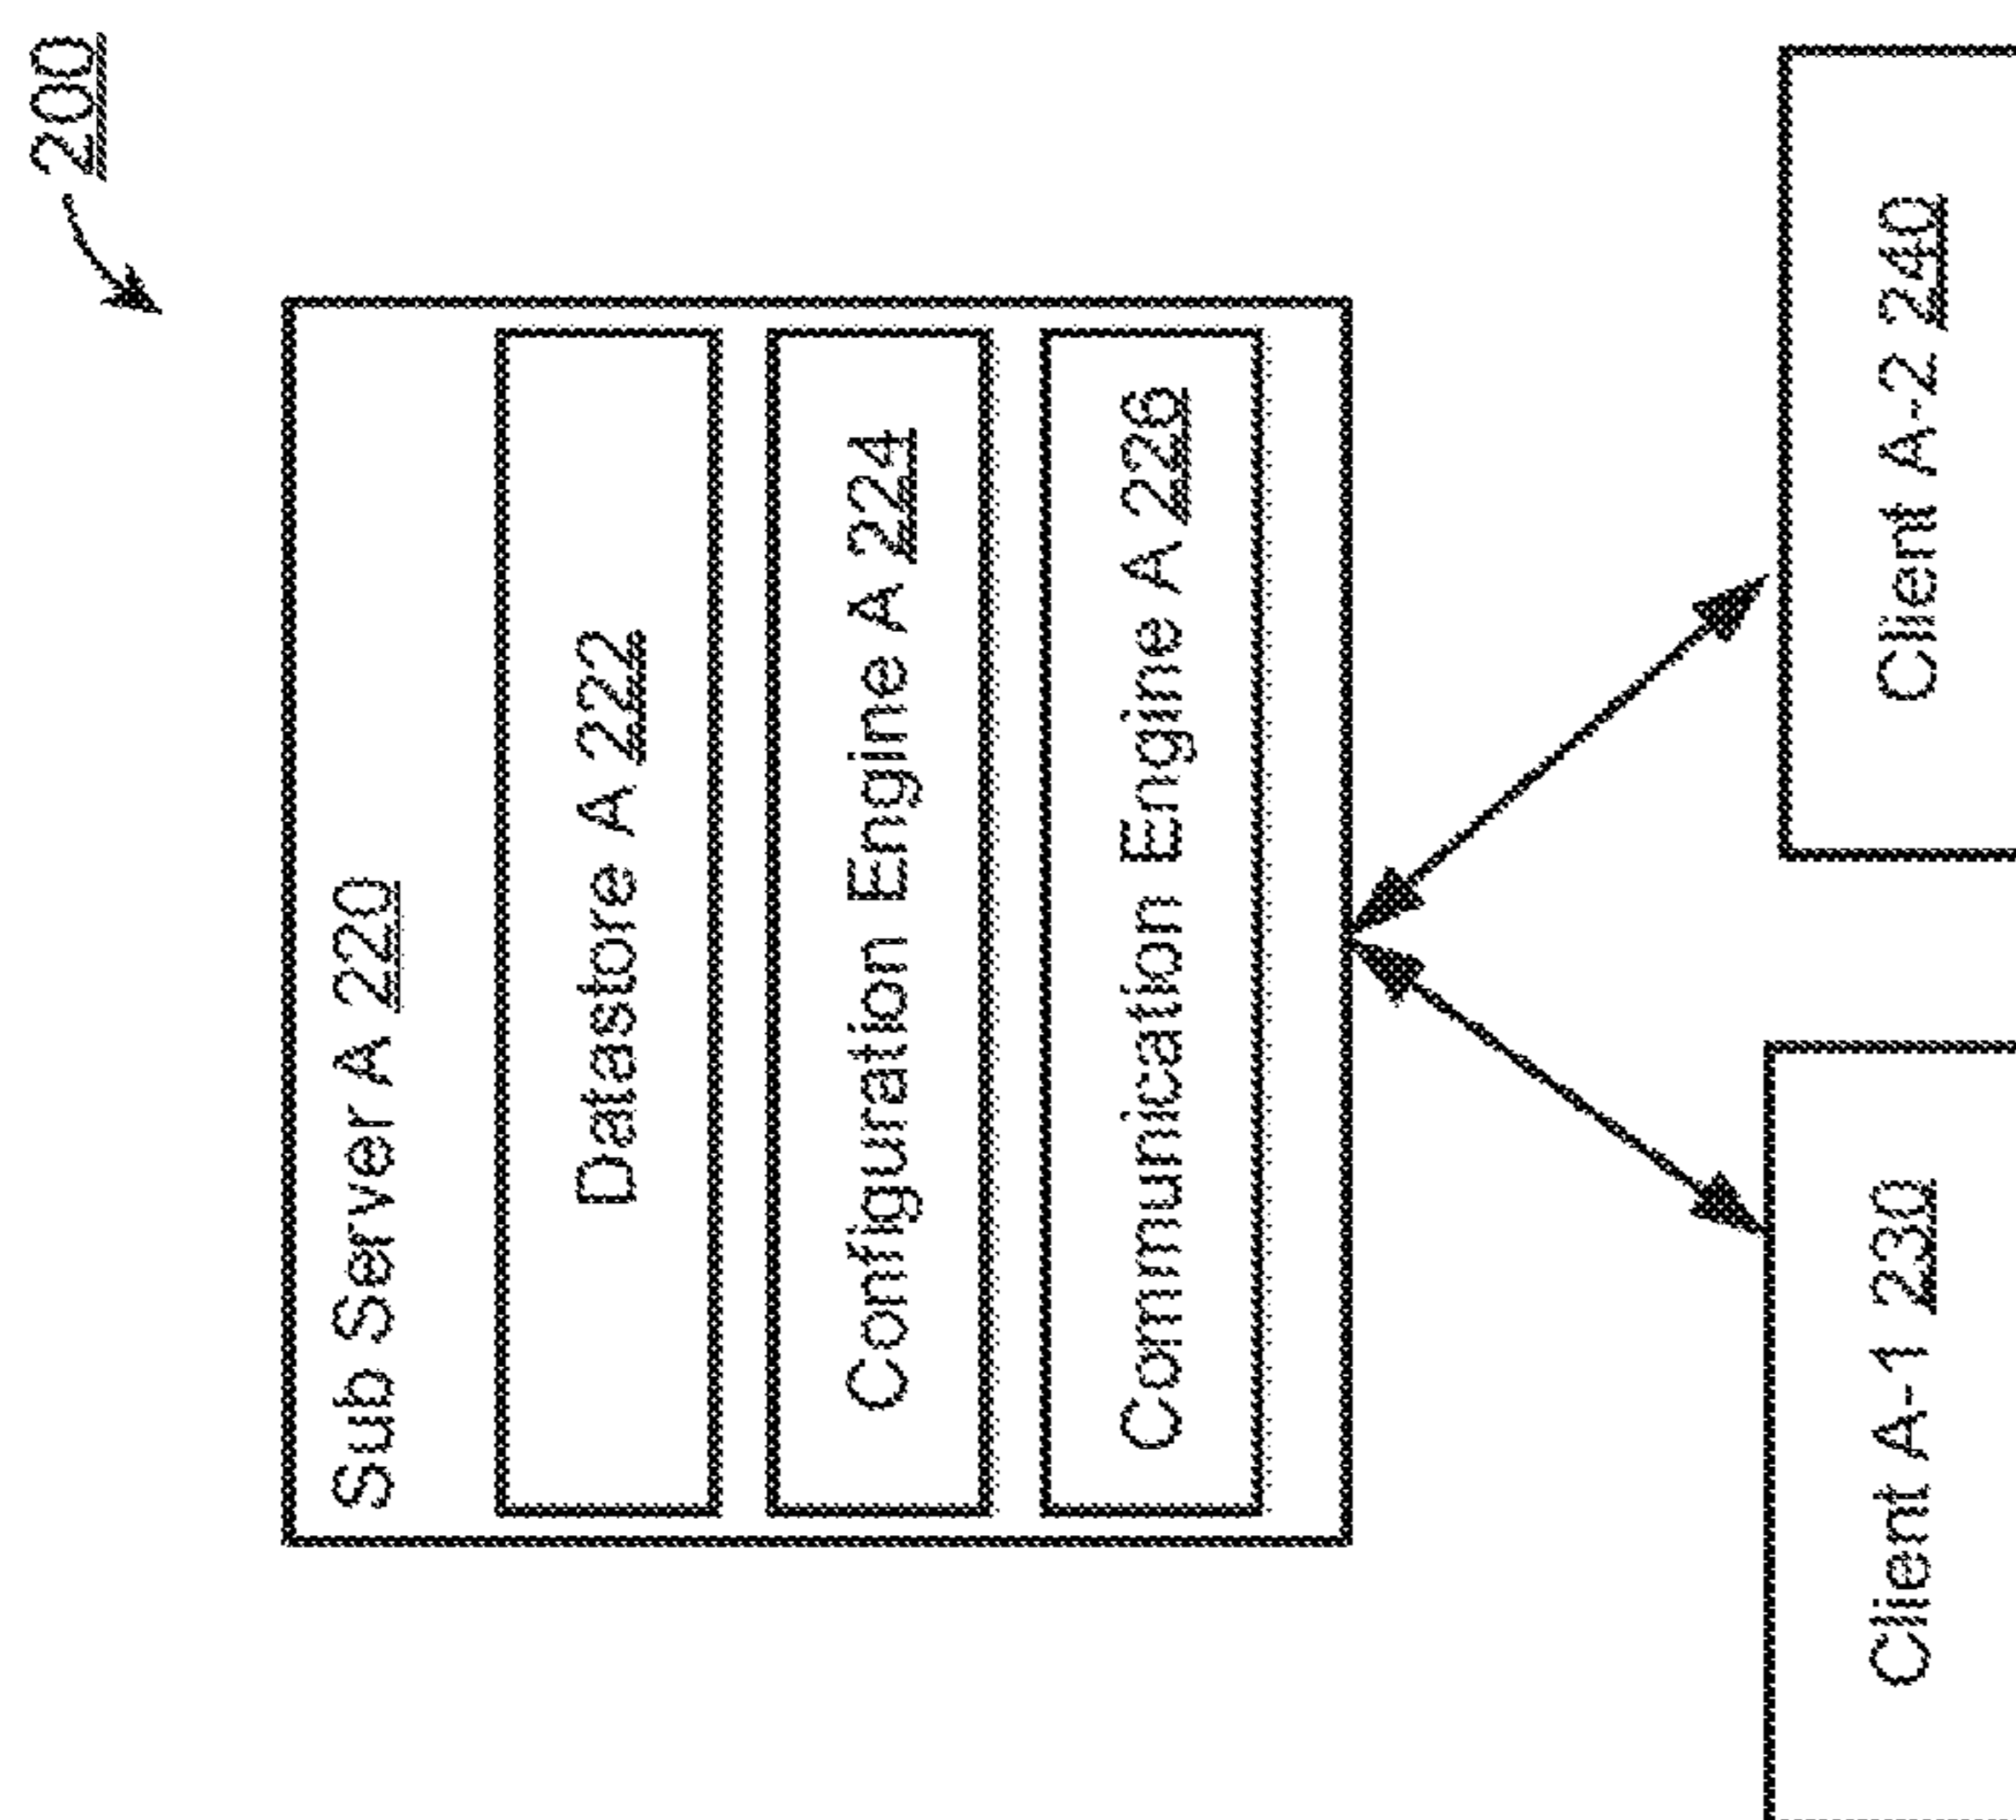 200
Sub Server A 220
Datastore A 222
Configuration Engine A 224
Communication Engine A 226
Client A-1 230
Client A-2 240